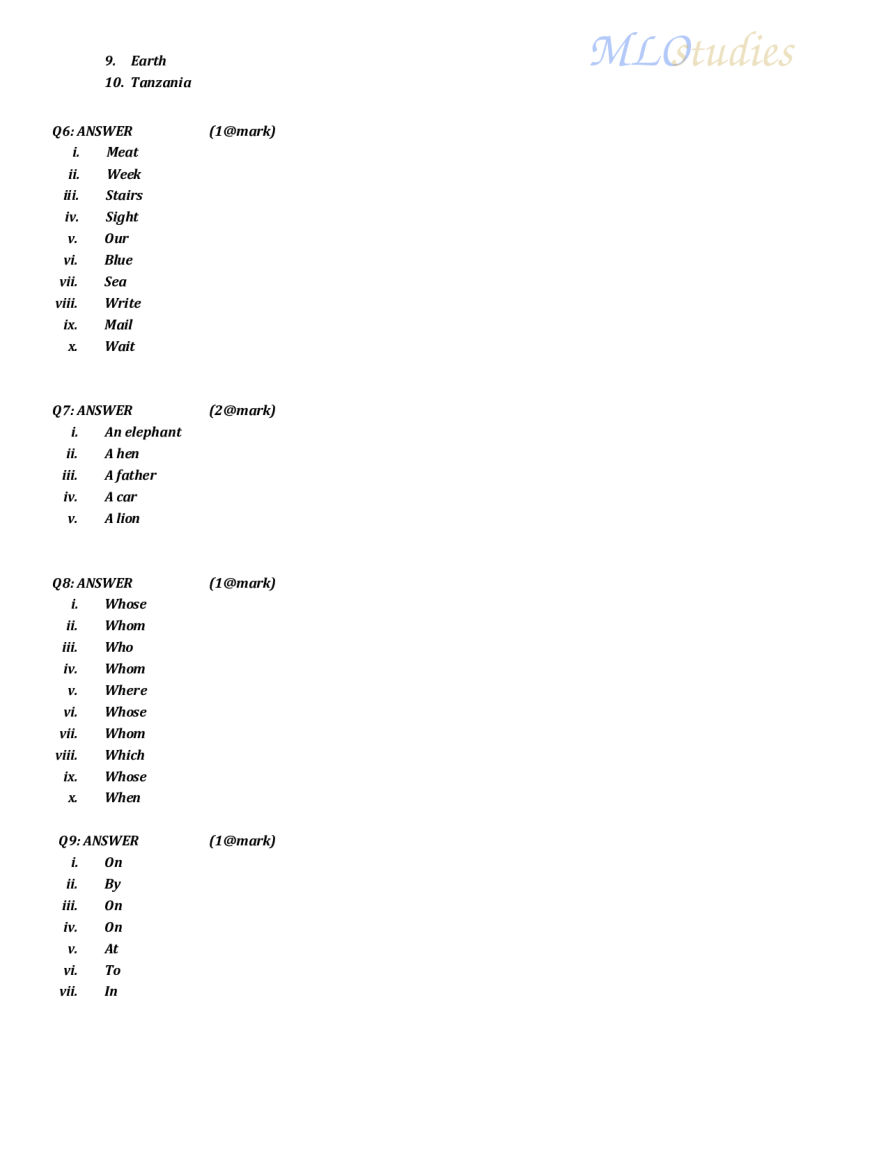 MLOstudies
9. Earth
10. Tanzania
Q6: ANSWER (1@mark)
i. Meat
ii. Week
iii. Stairs
iv. Sight
v. Our
vi. Blue
vii. Sea
viii. Write
ix. Mail
x. Wait
Q7: ANSWER (2@mark)
i. An elephant
ii. A hen
iii. A father
iv. A car
v. A lion
Q8: ANSWER (1@mark)
i. Whose
ii. Whom
iii. Who
iv. Whom
v. Where
vi. Whose
vii. Whom
viii. Which
ix. Whose
x. When
Q9: ANSWER (1@mark)
i. On
ii. By
iii. On
iv. On
v. At
vi. To
vii. In